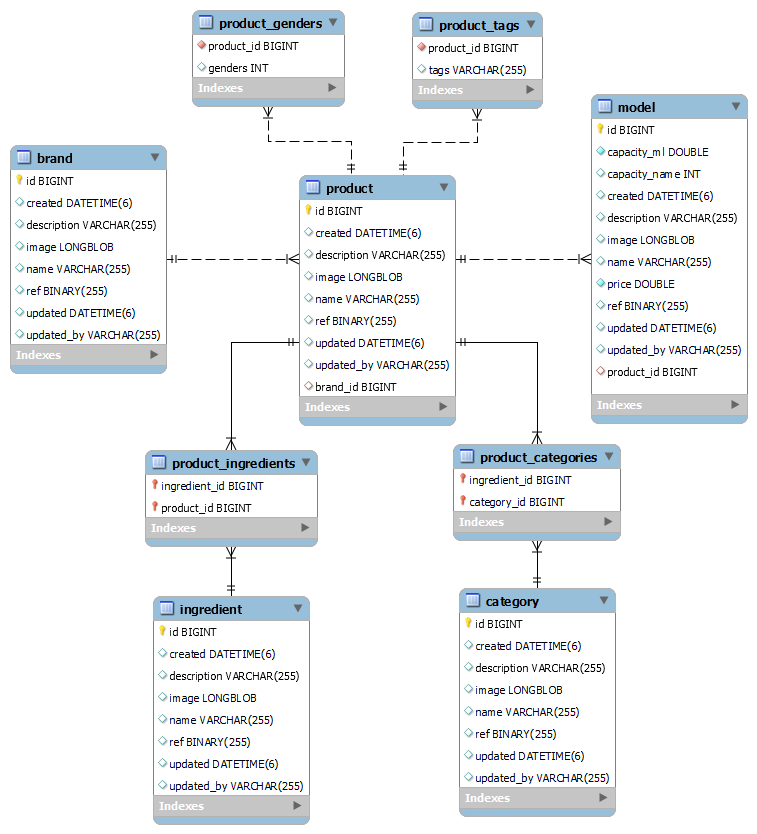 product_genders
product_id BIGINT
genders INT
Indexes
product_tags
product_id BIGINT
tags VARCHAR(255)
Indexes
model
id BIGINT
capacity_ml DOUBLE
capacity_name INT
created DATETIME(6)
description VARCHAR(255)
image LONGBLOB
name VARCHAR(255)
price DOUBLE
ref BINARY(255)
updated DATETIME(6)
updated_by VARCHAR(255)
product_id BIGINT
Indexes
brand
id BIGINT
created DATETIME(6)
description VARCHAR(255)
image LONGBLOB
name VARCHAR(255)
ref BINARY(255)
updated DATETIME(6)
updated_by VARCHAR(255)
Indexes
product
id BIGINT
created DATETIME(6)
description VARCHAR(255)
image LONGBLOB
name VARCHAR(255)
ref BINARY(255)
updated DATETIME(6)
updated_by VARCHAR(255)
brand_id BIGINT
Indexes
product_ingredients
ingredient_id BIGINT
product_id BIGINT
Indexes
product_categories
ingredient_id BIGINT
category_id BIGINT
Indexes
ingredient
id BIGINT
created DATETIME(6)
description VARCHAR(255)
image LONGBLOB
name VARCHAR(255)
ref BINARY(255)
updated DATETIME(6)
updated_by VARCHAR(255)
Indexes
category
id BIGINT
created DATETIME(6)
description VARCHAR(255)
image LONGBLOB
name VARCHAR(255)
ref BINARY(255)
updated DATETIME(6)
updated_by VARCHAR(255)
Indexes